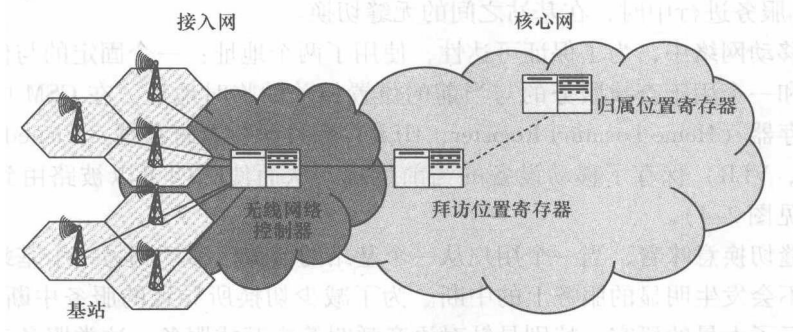 接入网
核心网
归属位置寄存器
无线网络
控制器
拜访位置寄存器
基站